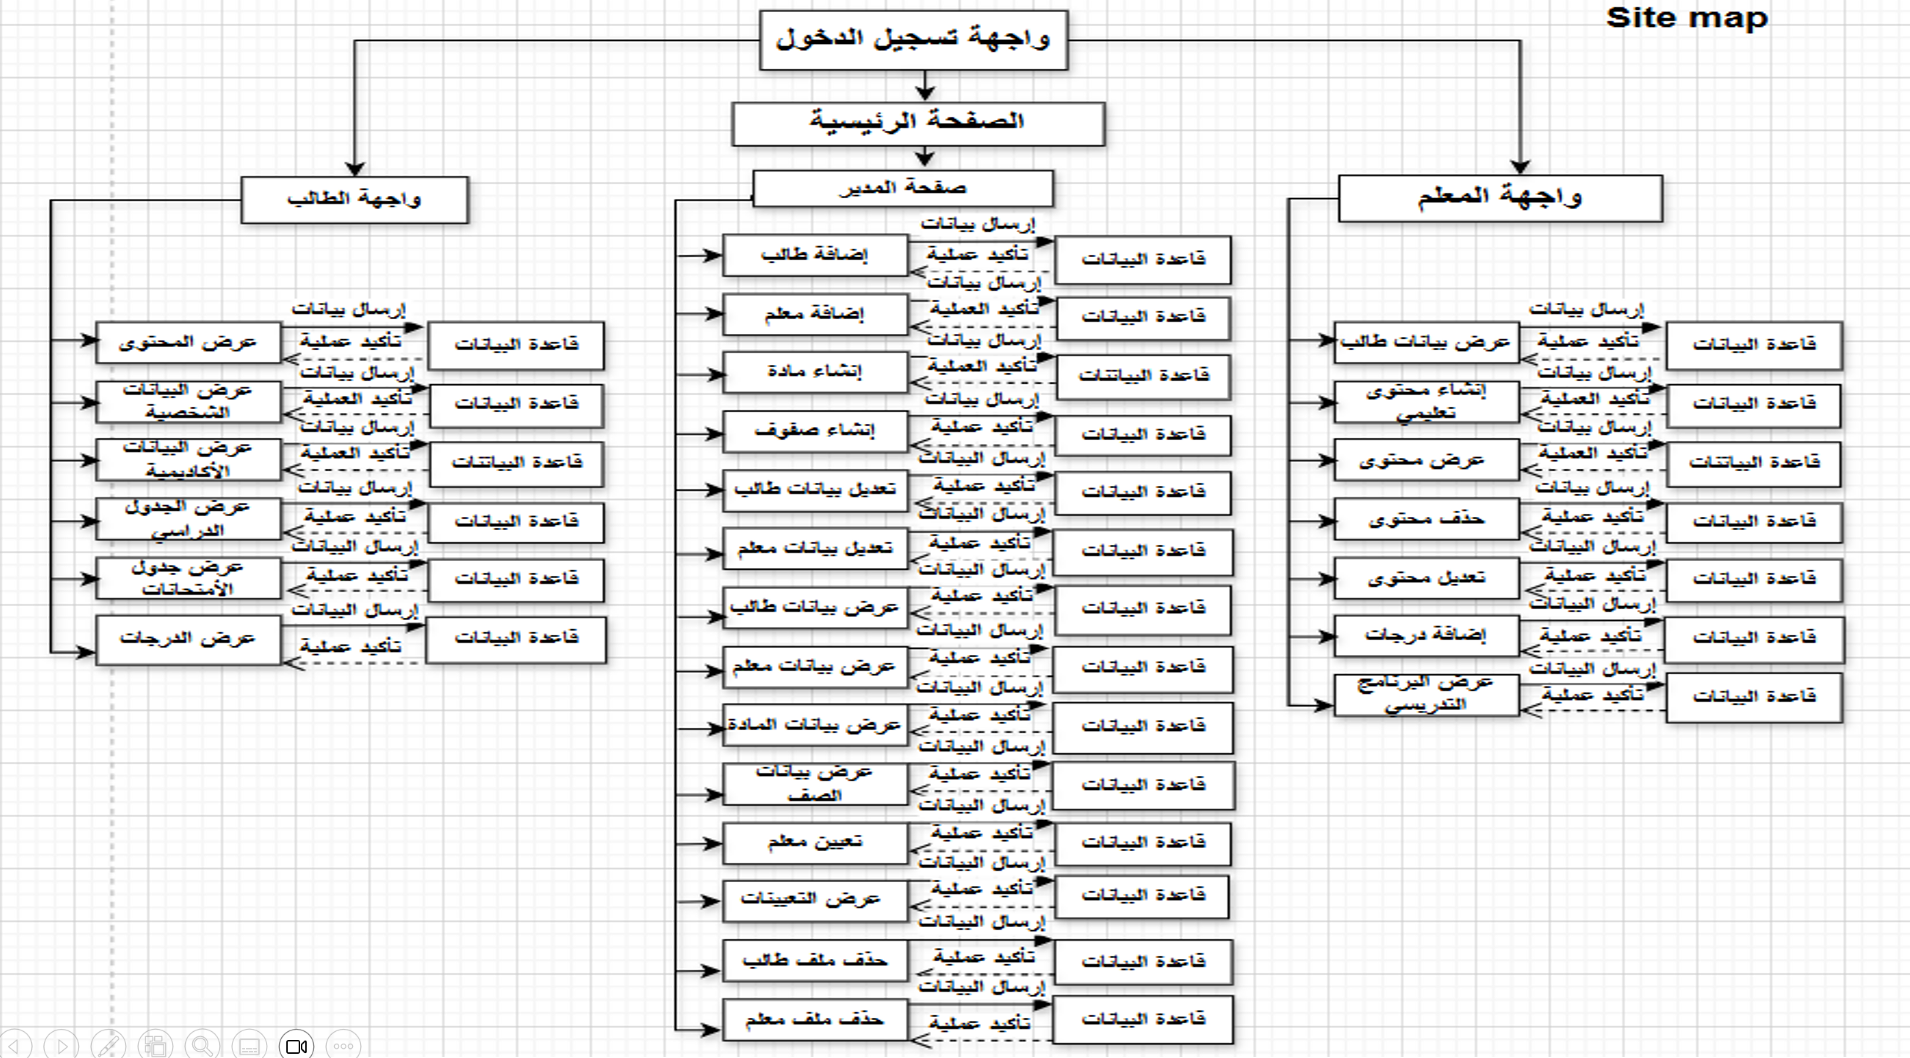 Site map
واجهة تسجيل الدخول
الصفحة الرئيسية
صفحة المدير
واجهة المعلم
واجهة الطالب
عرض بيانات طالب
إرسال بيانات
تأكيد عملية
قاعدة البيانات
إنشاء محتوى
تعليمي
إرسال بيانات
تأكيد العملية
قاعدة البيانات
عرض محتوى
إرسال بيانات
تأكيد العملية
قاعدة البياتنات
حذف محتوى
إرسال بيانات
تأكيد عملية
قاعدة البيانات
تعديل محتوى
إرسال البيانات
تأكيد عملية
قاعدة البيانات
إضافة درجات
إرسال البيانات
تأكيد عملية
قاعدة البيانات
عرض البرنامج
التدريسي
إرسال البيانات
تأكيد عملية
قاعدة البيانات
إضافة طالب
إرسال بيانات
تأكيد عملية
قاعدة البيانات
إضافة معلم
إرسال بيانات
تأكيد العملية
قاعدة البيانات
إنشاء مادة
إرسال بيانات
تأكيد العملية
قاعدة البياتنات
إنشاء صفوف
إرسال بيانات
تأكيد عملية
قاعدة البيانات
تعديل بيانات طالب
إرسال البيانات
تأكيد عملية
قاعدة البيانات
تعديل بيانات معلم
إرسال البيانات
تأكيد عملية
قاعدة البيانات
عرض بيانات طالب
إرسال البيانات
تأكيد عملية
قاعدة البيانات
عرض بيانات معلم
إرسال البيانات
تأكيد عملية
قاعدة البيانات
عرض بيانات المادة
إرسال البيانات
تأكيد عملية
قاعدة البيانات
عرض بيانات
الصف
إرسال البيانات
تأكيد عملية
قاعدة البيانات
تعيين معلم
إرسال البيانات
تأكيد عملية
قاعدة البيانات
عرض التعيينات
إرسال البيانات
تأكيد عملية
قاعدة البيانات
حذف ملف طالب
إرسال البيانات
تأكيد عملية
قاعدة البيانات
حذف ملف معلم
إرسال البيانات
تأكيد عملية
قاعدة البيانات
عرض المحتوى
إرسال بيانات
تأكيد عملية
قاعدة البيانات
عرض البيانات
الشخصية
إرسال بيانات
تأكيد العملية
قاعدة البيانات
عرض البيانات
الأكاديمية
إرسال بيانات
تأكيد العملية
قاعدة البياتنات
عرض الجدول
الدراسي
إرسال بيانات
تأكيد عملية
قاعدة البيانات
عرض جدول
الأمتحانات
إرسال البيانات
تأكيد عملية
قاعدة البيانات
عرض الدرجات
إرسال البيانات
تأكيد عملية
قاعدة البيانات